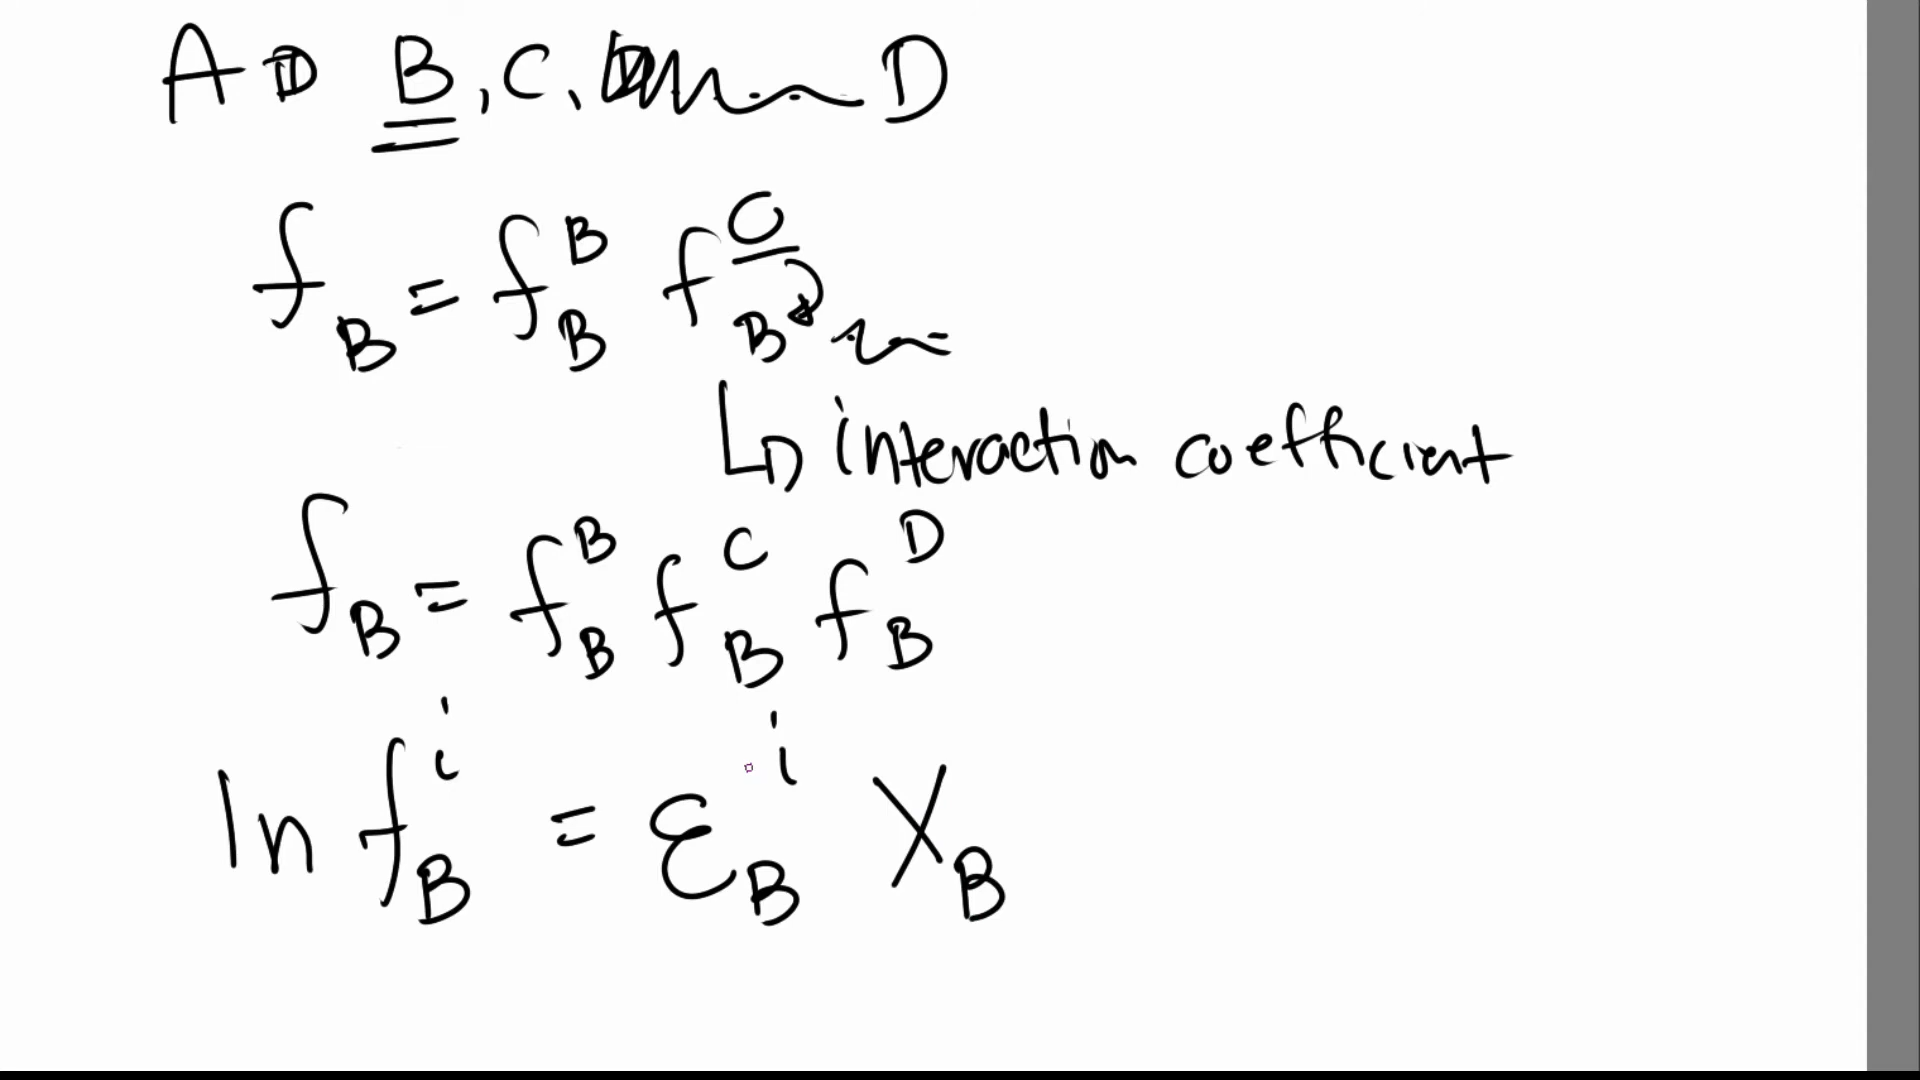 A → B, C, D
f_B = f_B^B f_B^C
↳ interaction coefficient
f_B = f_B^B f_B^C f_B^D
ln f_B^i = ε_B^i X_B